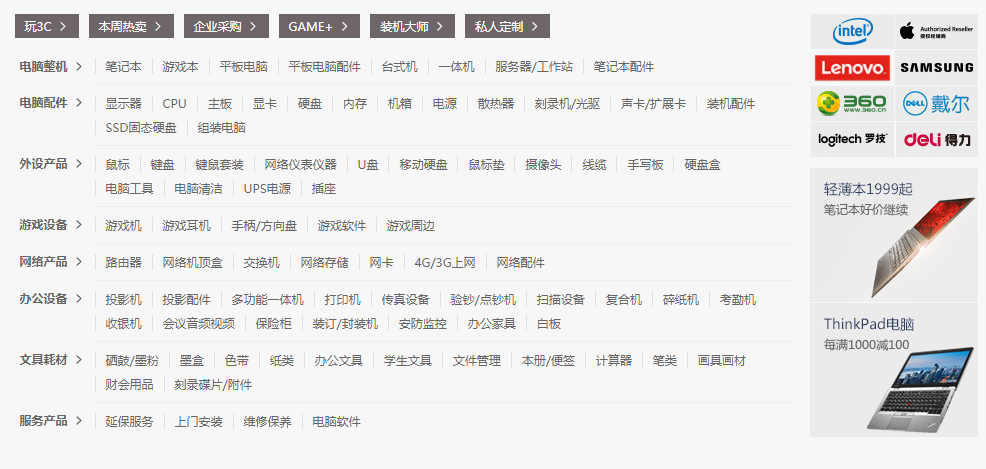 玩3C > 本周热卖 > 企业采购 > GAME+ > 装机大师 > 私人定制 >
电脑整机 > 笔记本 游戏本 平板电脑 平板电脑配件 台式机 一体机 服务器/工作站 笔记本配件
电脑配件 > 显示器 CPU 主板 显卡 硬盘 内存 机箱 电源 散热器 刻录机/光驱 声卡/扩展卡 装机配件
SSD固态硬盘 组装电脑
外设产品 > 鼠标 键盘 键鼠套装 网络仪表仪器 U盘 移动硬盘 鼠标垫 摄像头 线缆 手写板 硬盘盒
电脑工具 电脑清洁 UPS电源 插座
游戏设备 > 游戏机 游戏耳机 手柄/方向盘 游戏软件 游戏周边
网络产品 > 路由器 网络机顶盒 交换机 网络存储 网卡 4G/3G上网 网络配件
办公设备 > 投影机 投影配件 多功能一体机 打印机 传真设备 验钞/点钞机 扫描设备 复合机 碎纸机 考勤机
收银机 会议音频视频 保险柜 装订/封装机 安防监控 办公家具 白板
文具耗材 > 硒鼓/墨粉 墨盒 色带 纸类 办公文具 学生文具 文件管理 本册/便签 计算器 笔类 画具画材
财会用品 刻录碟片/附件
服务产品 > 延保服务 上门安装 维修保养 电脑软件
intel
Authorized Reseller
授权经销商
Lenovo
SAMSUNG
360
WWW.360.CN
DELL 戴尔
logitech 罗技
deli 得力
轻薄本1999起
笔记本好价继续
ThinkPad电脑
每满1000减100